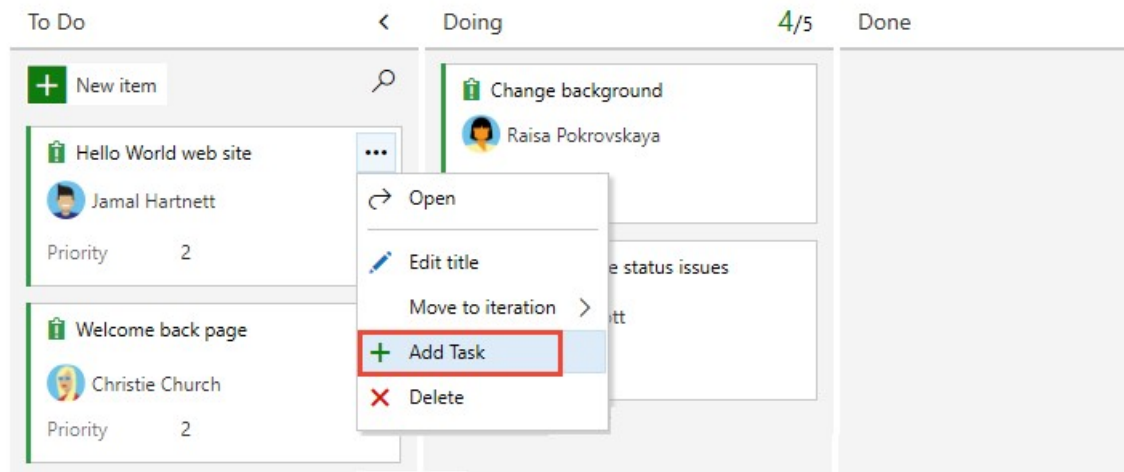 To Do
Doing
4/5
Done
New item
Hello World web site
Jamal Hartnett
Priority 2
Welcome back page
Christie Church
Priority 2
Change background
Raisa Pokrovskaya
status issues
Open
Edit title
Move to iteration
Add Task
Delete